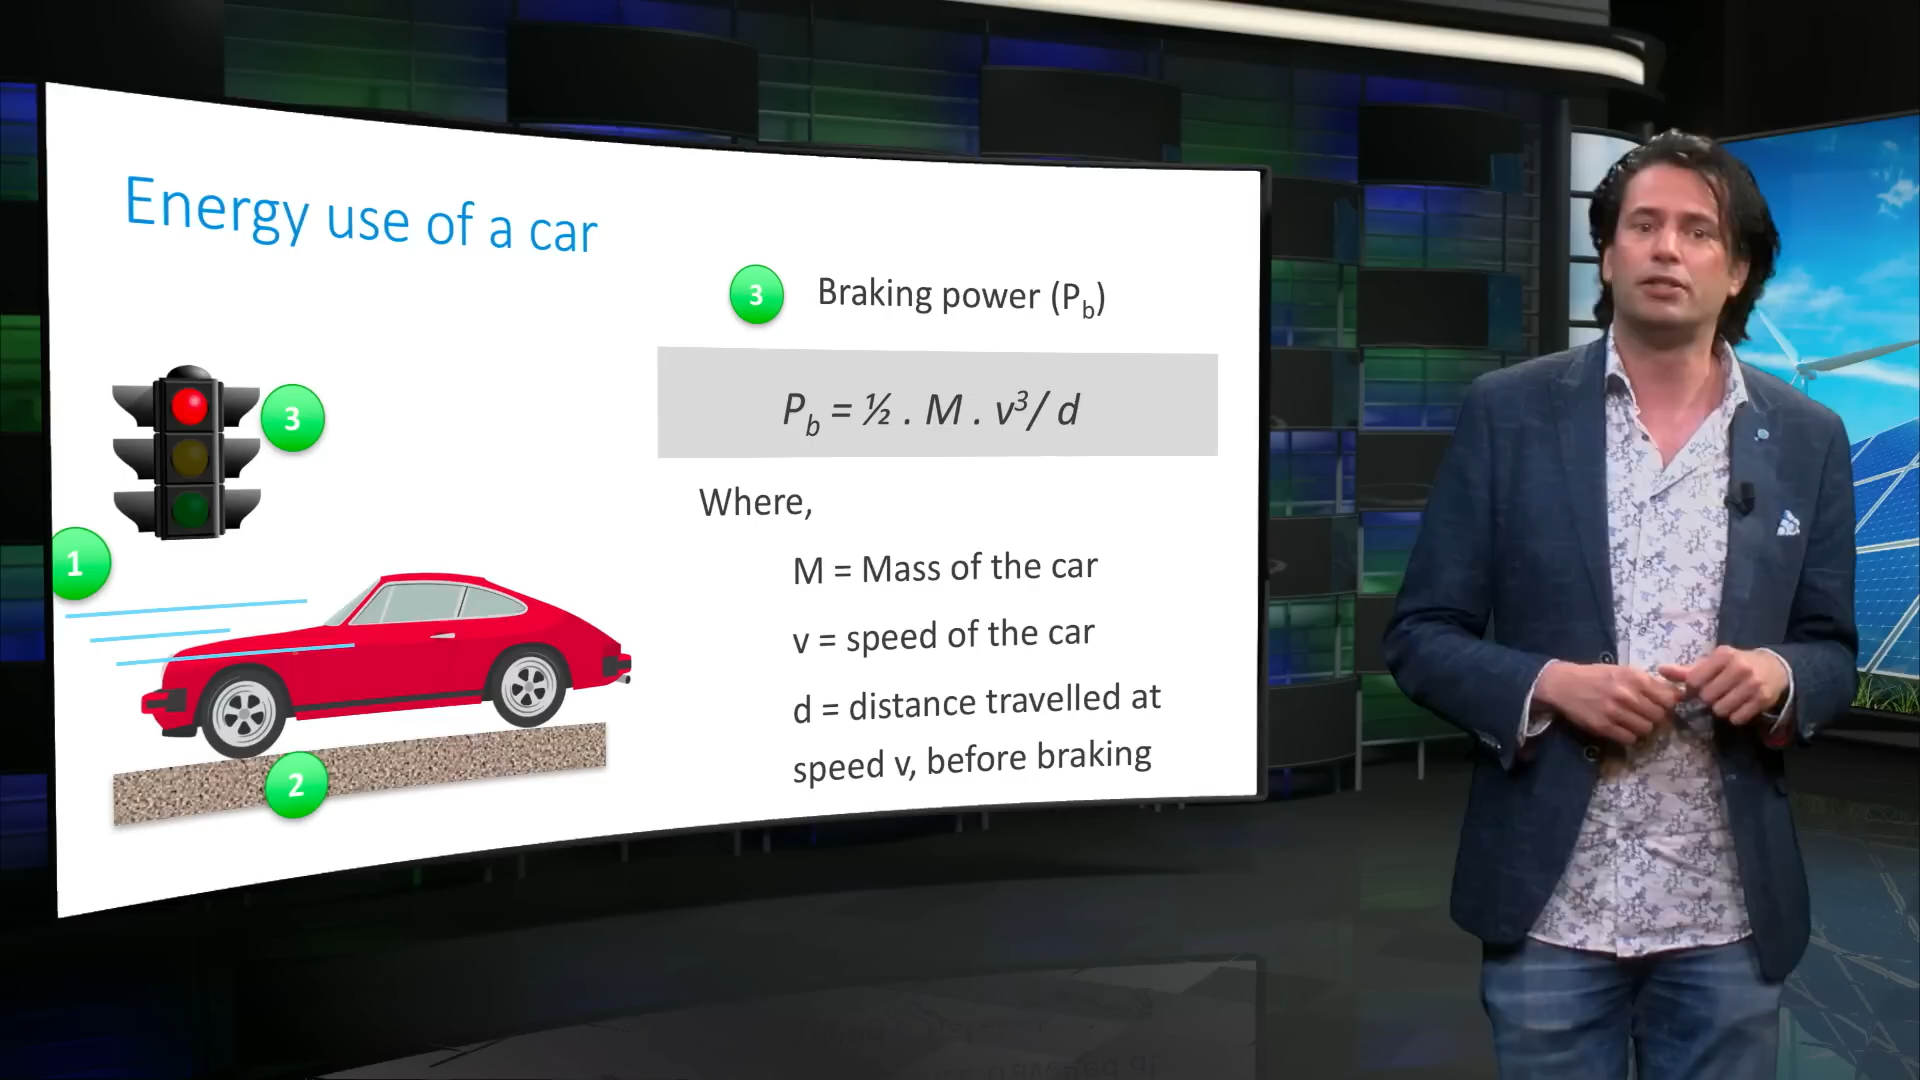 Energy use of a car
3 Braking power (Pb)
Pb = ½ . M . v³/ d
Where,
M = Mass of the car
v = speed of the car
d = distance travelled at
speed v, before braking
3
1
2